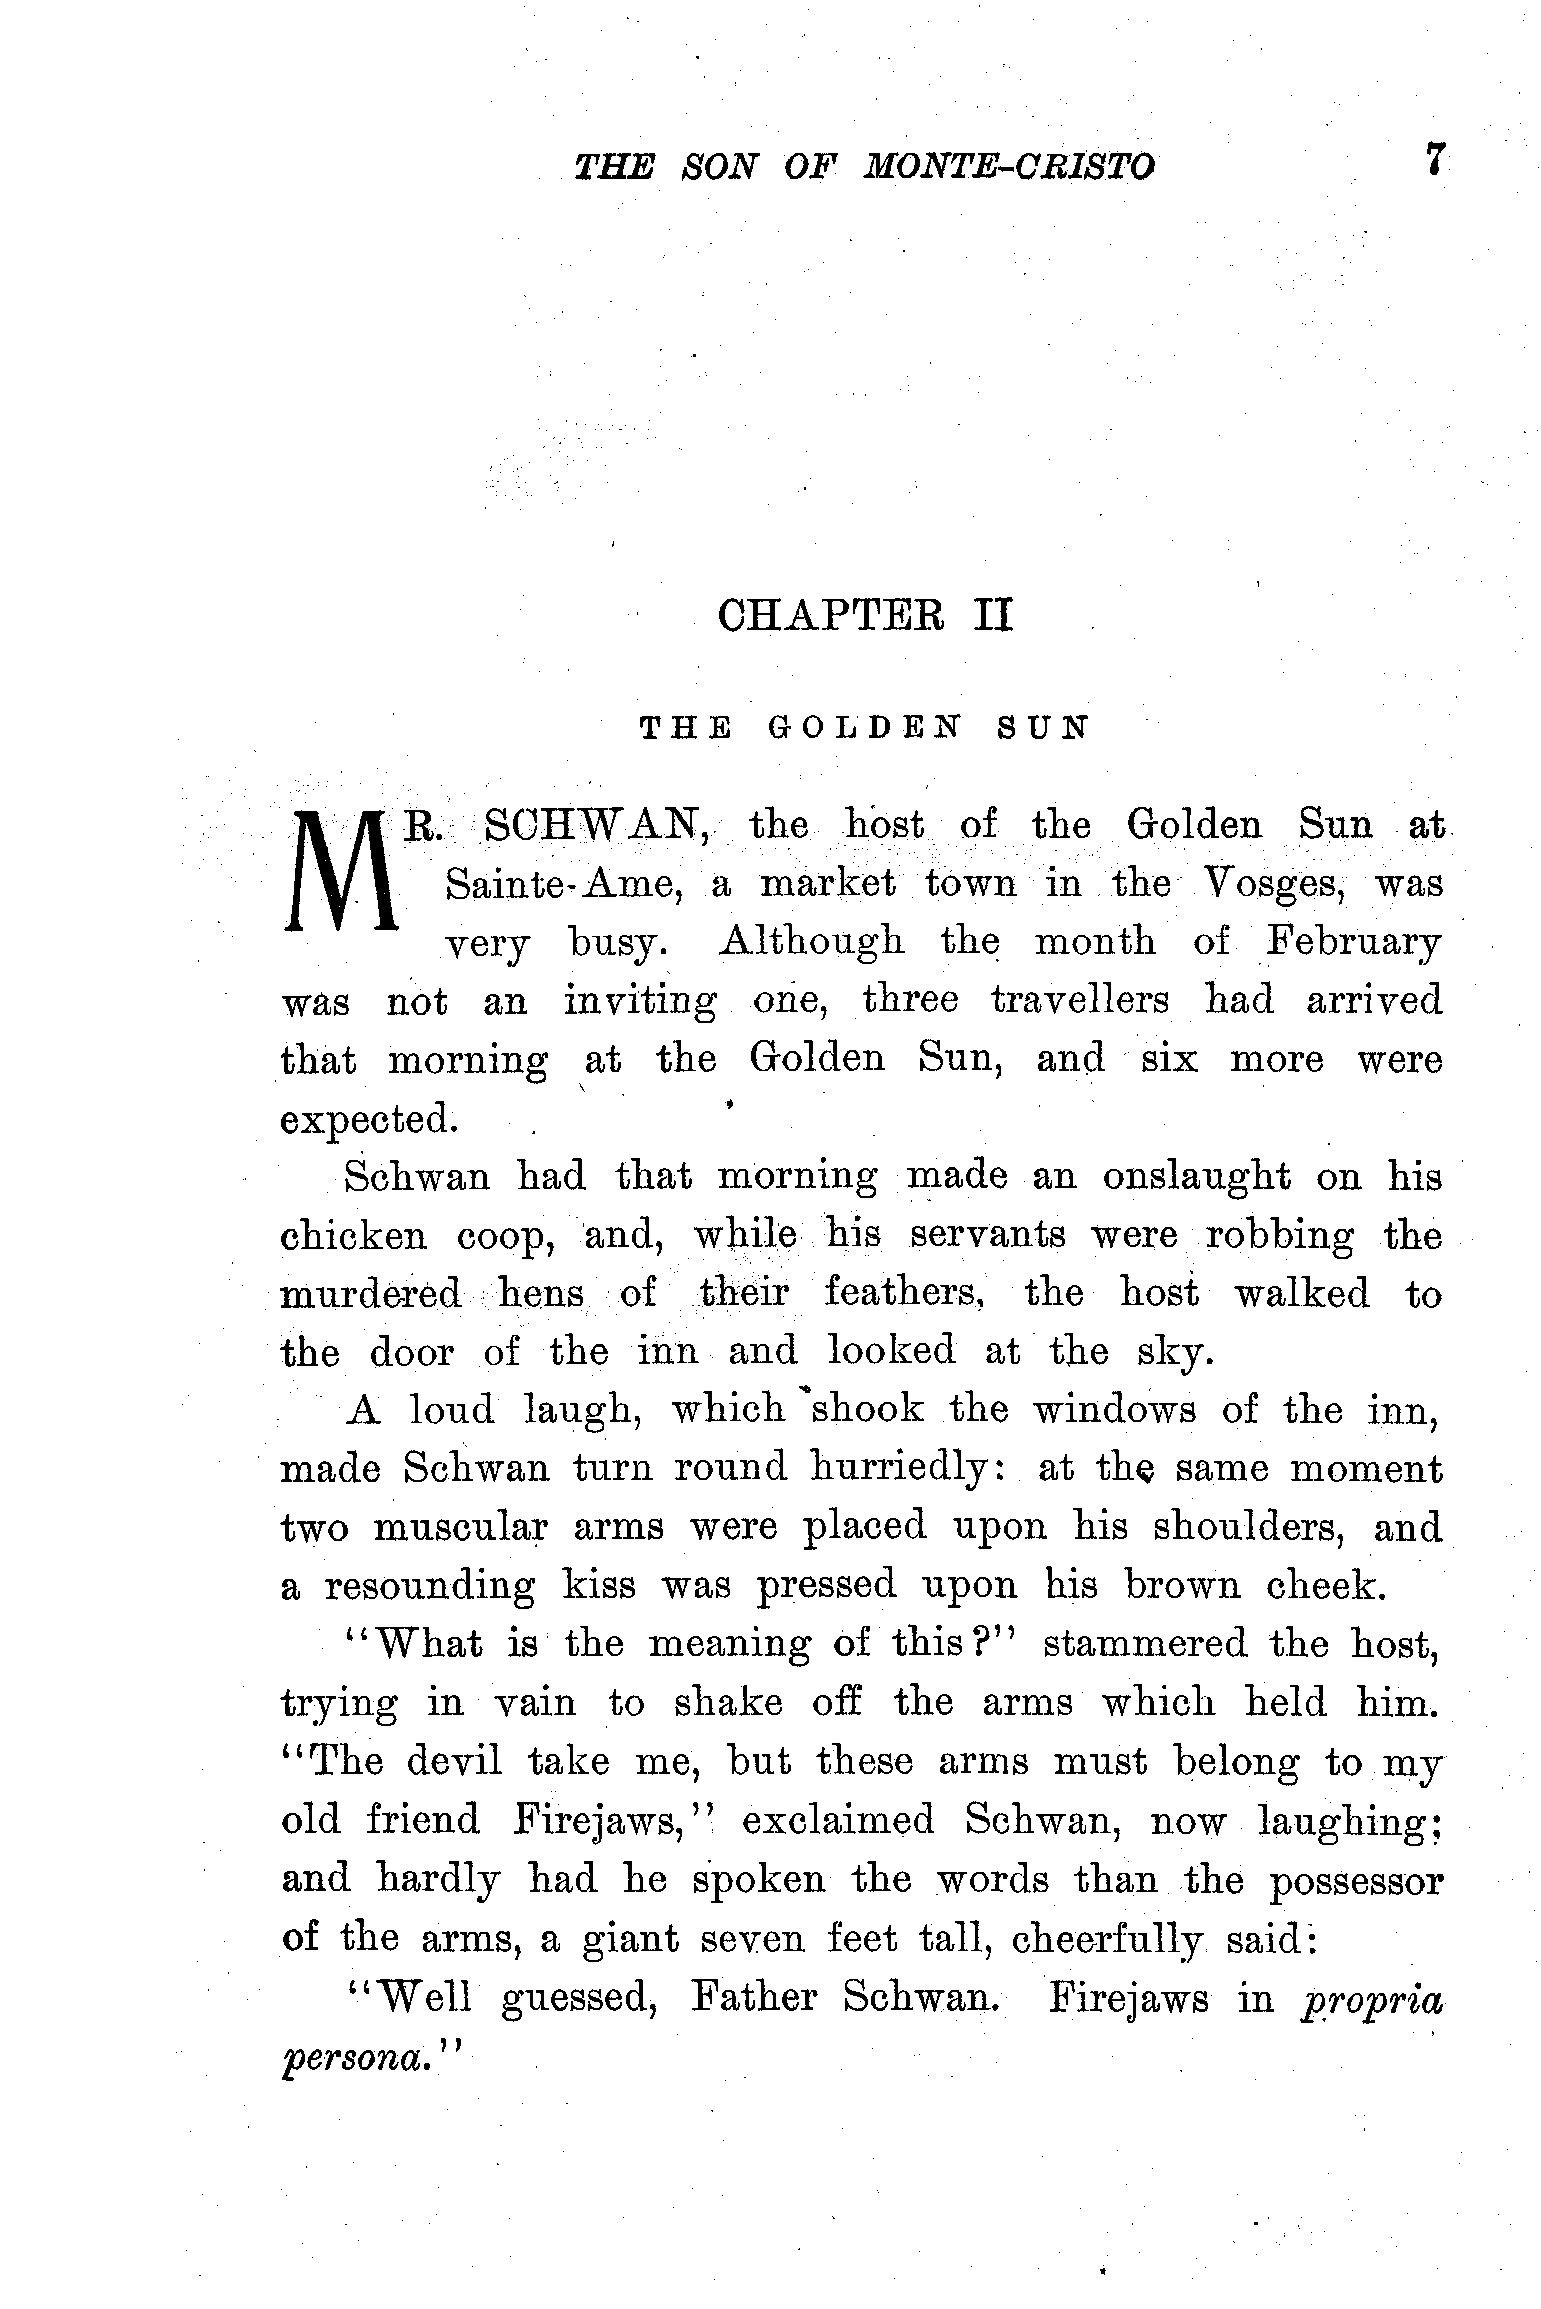 THE SON OF MONTE-CRISTO 7
CHAPTER II
THE GOLDEN SUN
MR. SCHWAN, the host of the Golden Sun at
Sainte-Ame, a market town in the Vosges, was
very busy. Although the month of February
was not an inviting one, three travellers had arrived
that morning at the Golden Sun, and six more were
expected.
Schwan had that morning made an onslaught on his
chicken coop, and, while his servants were robbing the
murdered hens of their feathers, the host walked to
the door of the inn and looked at the sky.
A loud laugh, which shook the windows of the inn,
made Schwan turn round hurriedly: at the same moment
two muscular arms were placed upon his shoulders, and
a resounding kiss was pressed upon his brown cheek.
"What is the meaning of this?" stammered the host,
trying in vain to shake off the arms which held him.
"The devil take me, but these arms must belong to my
old friend Firejaws," exclaimed Schwan, now laughing;
and hardly had he spoken the words than the possessor
of the arms, a giant seven feet tall, cheerfully said:
"Well guessed, Father Schwan. Firejaws in propria
persona."